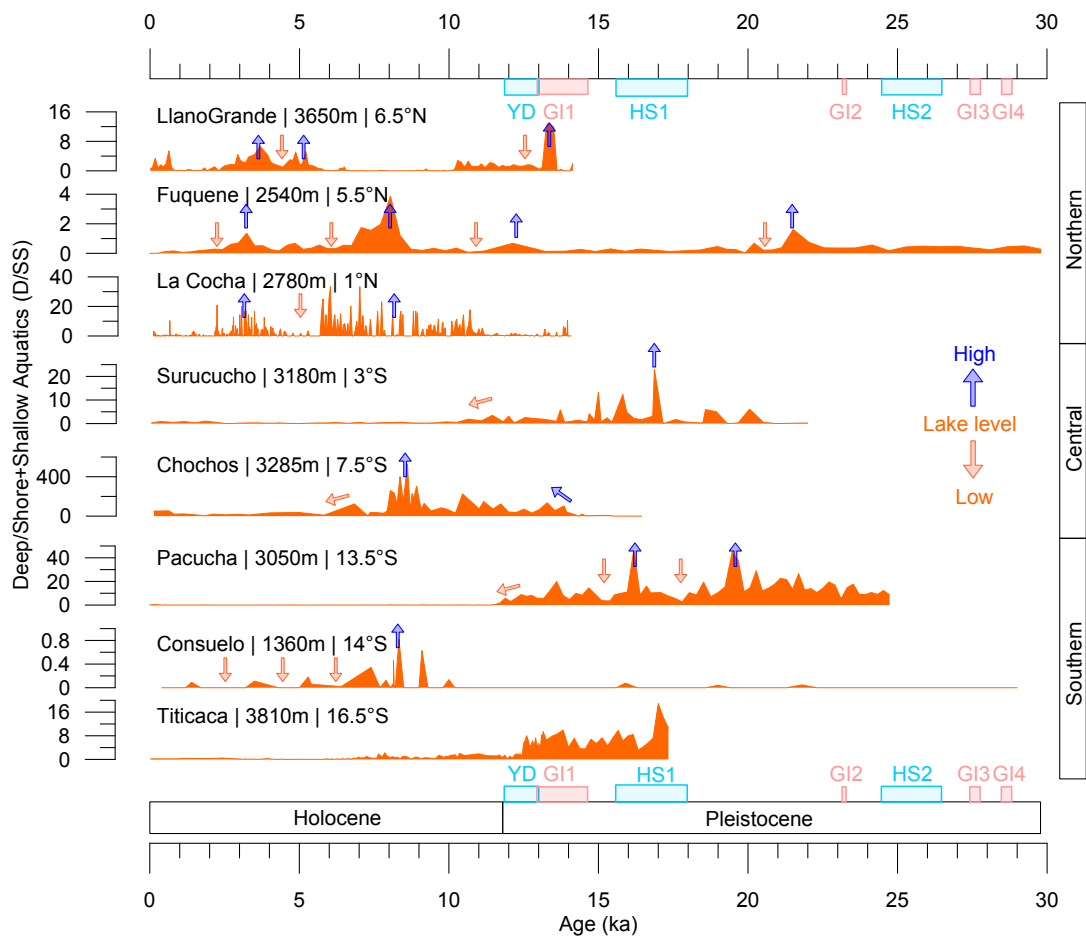 0 5 10 15 20 25 30
YD GI1 HS1 GI2 HS2 GI3 GI4
LlanoGrande | 3650m | 6.5°N
16
8
0
Fuquene | 2540m | 5.5°N
4
2
0
La Cocha | 2780m | 1°N
40
20
0
Surucucho | 3180m | 3°S
20
10
0
Chochos | 3285m | 7.5°S
400
0
Pacucha | 3050m | 13.5°S
40
20
0
Consuelo | 1360m | 14°S
0.8
0.4
0
Titicaca | 3810m | 16.5°S
16
8
0
Deep/Shore+Shallow Aquatics (D/SS)
High
Lake level
Low
Northern
Central
Southern
YD GI1 HS1 GI2 HS2 GI3 GI4
Holocene Pleistocene
0 5 10 15 20 25 30
Age (ka)